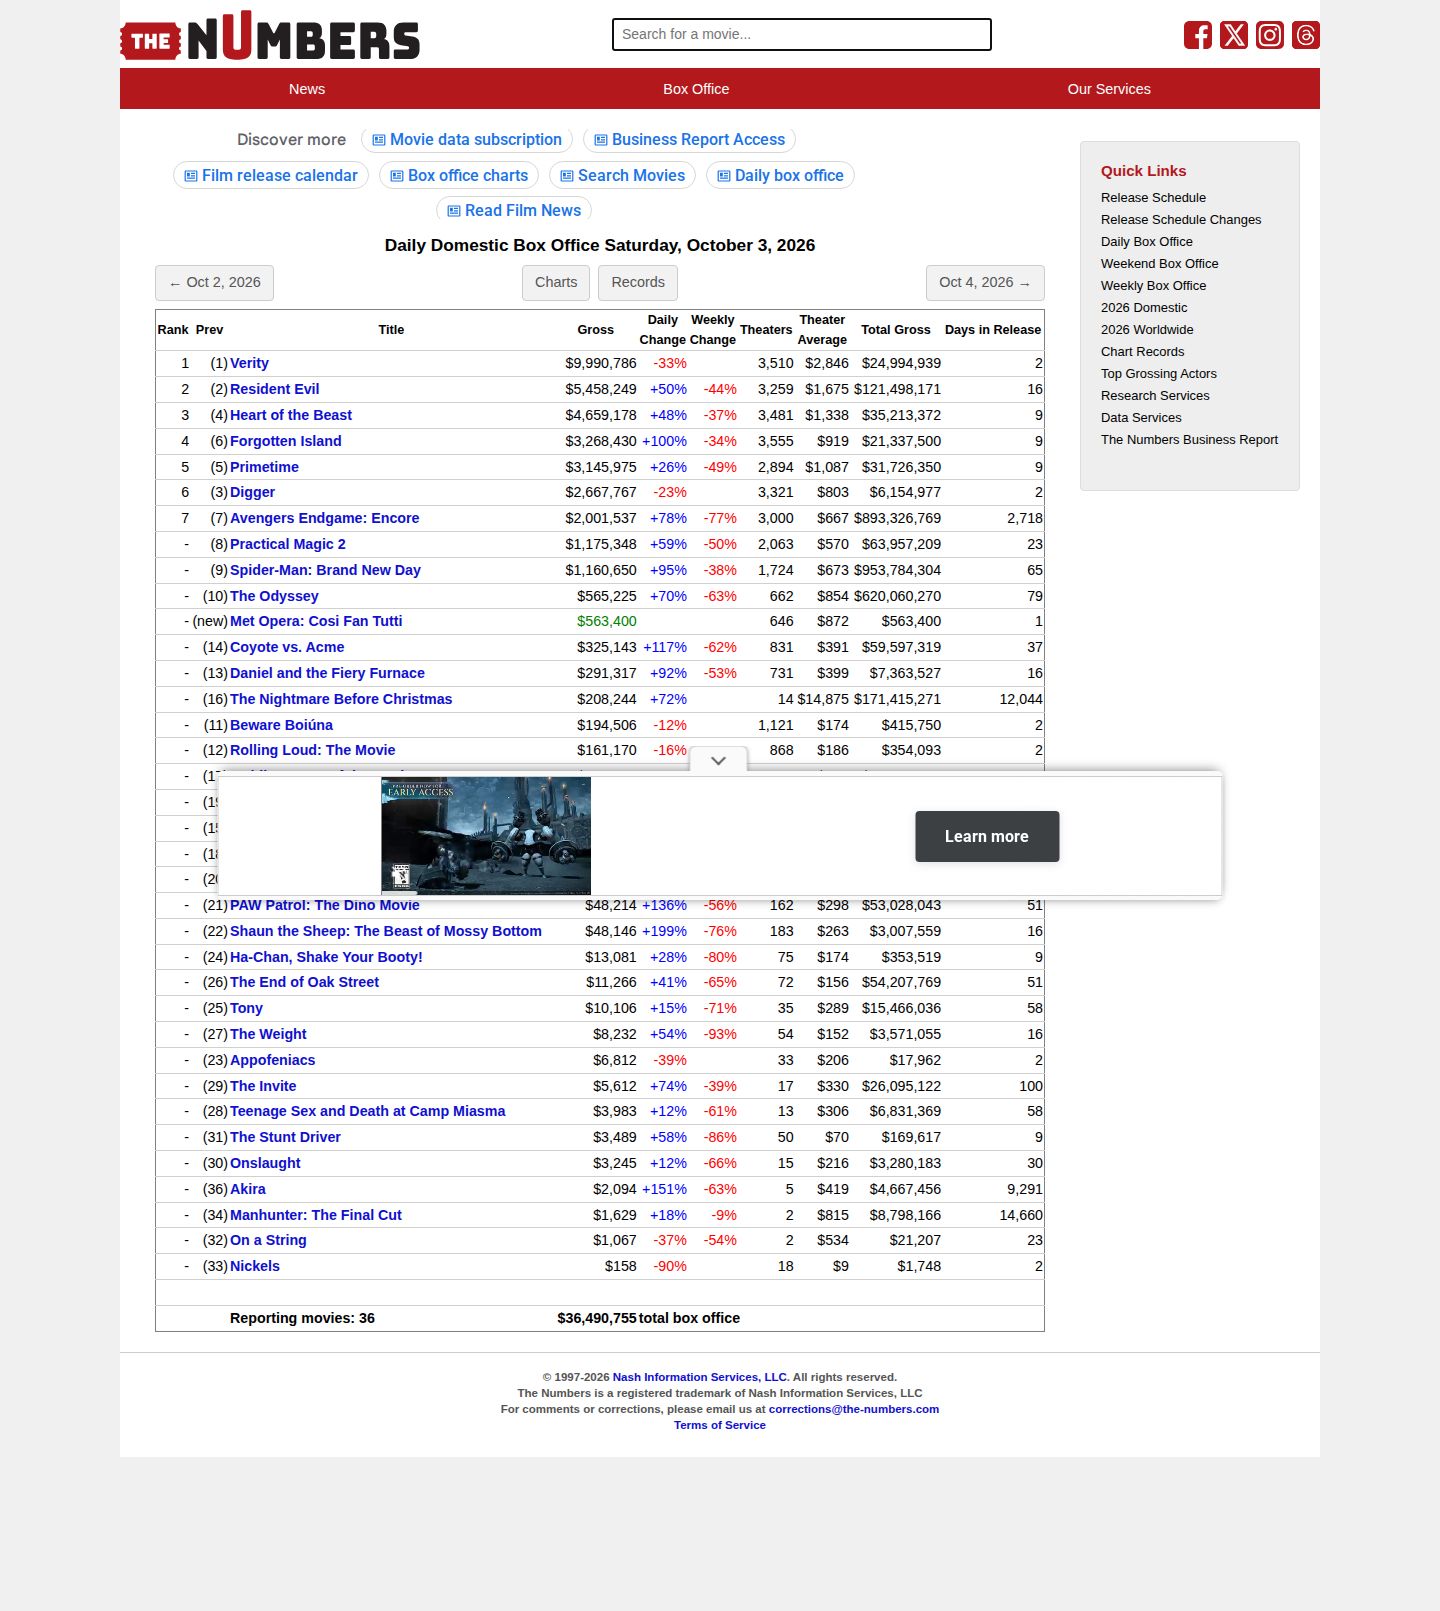 THE NUMBERS
Search for a movie...
News Box Office Our Services
Discover more Movie data subscription Business Report Access
Film release calendar Box office charts Search Movies Daily box office
Read Film News
Quick Links
Release Schedule
Release Schedule Changes
Daily Box Office
Weekend Box Office
Weekly Box Office
2026 Domestic
2026 Worldwide
Chart Records
Top Grossing Actors
Research Services
Data Services
The Numbers Business Report
Daily Domestic Box Office Saturday, October 3, 2026
← Oct 2, 2026 Charts Records Oct 4, 2026 →
Rank Prev Title Gross Daily Change Weekly Change Theaters Theater Average Total Gross Days in Release
1 (1) Verity $9,990,786 -33% 3,510 $2,846 $24,994,939 2
2 (2) Resident Evil $5,458,249 +50% -44% 3,259 $1,675 $121,498,171 16
3 (4) Heart of the Beast $4,659,178 +48% -37% 3,481 $1,338 $35,213,372 9
4 (6) Forgotten Island $3,268,430 +100% -34% 3,555 $919 $21,337,500 9
5 (5) Primetime $3,145,975 +26% -49% 2,894 $1,087 $31,726,350 9
6 (3) Digger $2,667,767 -23% 3,321 $803 $6,154,977 2
7 (7) Avengers Endgame: Encore $2,001,537 +78% -77% 3,000 $667 $893,326,769 2,718
- (8) Practical Magic 2 $1,175,348 +59% -50% 2,063 $570 $63,957,209 23
- (9) Spider-Man: Brand New Day $1,160,650 +95% -38% 1,724 $673 $953,784,304 65
- (10) The Odyssey $565,225 +70% -63% 662 $854 $620,060,270 79
- (new) Met Opera: Cosi Fan Tutti $563,400 646 $872 $563,400 1
- (14) Coyote vs. Acme $325,143 +117% -62% 831 $391 $59,597,319 37
- (13) Daniel and the Fiery Furnace $291,317 +92% -53% 731 $399 $7,363,527 16
- (16) The Nightmare Before Christmas $208,244 +72% 14 $14,875 $171,415,271 12,044
- (11) Beware Boiúna $194,506 -12% 1,121 $174 $415,750 2
- (12) Rolling Loud: The Movie $161,170 -16% 868 $186 $354,093 2
-
-
-
-
-
EARLY ACCESS
Learn more
- (21) PAW Patrol: The Dino Movie $48,214 +136% -56% 162 $298 $53,028,043 51
- (22) Shaun the Sheep: The Beast of Mossy Bottom $48,146 +199% -76% 183 $263 $3,007,559 16
- (24) Ha-Chan, Shake Your Booty! $13,081 +28% -80% 75 $174 $353,519 9
- (26) The End of Oak Street $11,266 +41% -65% 72 $156 $54,207,769 51
- (25) Tony $10,106 +15% -71% 35 $289 $15,466,036 58
- (27) The Weight $8,232 +54% -93% 54 $152 $3,571,055 16
- (23) Appofeniacs $6,812 -39% 33 $206 $17,962 2
- (29) The Invite $5,612 +74% -39% 17 $330 $26,095,122 100
- (28) Teenage Sex and Death at Camp Miasma $3,983 +12% -61% 13 $306 $6,831,369 58
- (31) The Stunt Driver $3,489 +58% -86% 50 $70 $169,617 9
- (30) Onslaught $3,245 +12% -66% 15 $216 $3,280,183 30
- (36) Akira $2,094 +151% -63% 5 $419 $4,667,456 9,291
- (34) Manhunter: The Final Cut $1,629 +18% -9% 2 $815 $8,798,166 14,660
- (32) On a String $1,067 -37% -54% 2 $534 $21,207 23
- (33) Nickels $158 -90% 18 $9 $1,748 2
Reporting movies: 36 $36,490,755 total box office
© 1997-2026 Nash Information Services, LLC. All rights reserved.
The Numbers is a registered trademark of Nash Information Services, LLC
For comments or corrections, please email us at corrections@the-numbers.com
Terms of Service